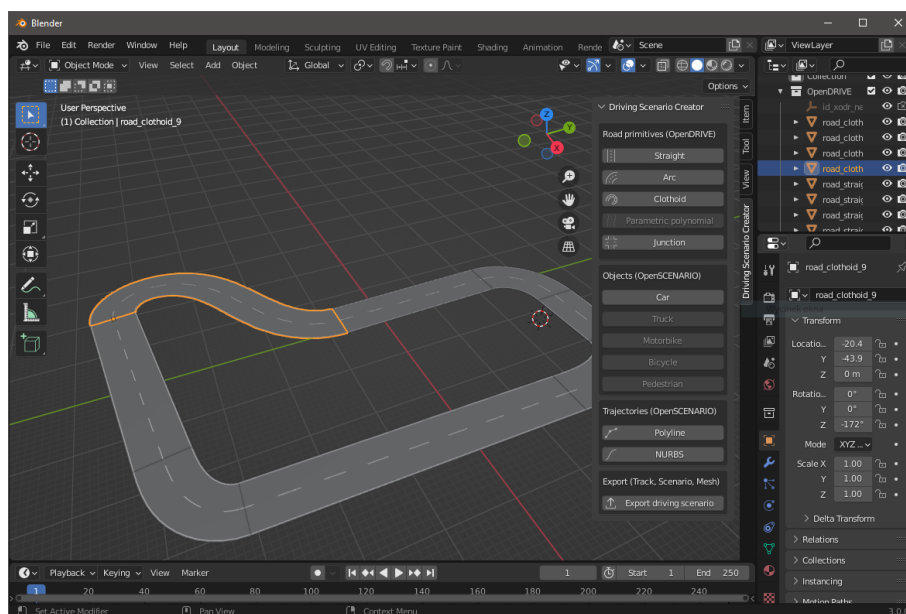 Blender
File Edit Render Window Help Layout Modeling Sculpting UV Editing Texture Paint Shading Animation Rende Scene ViewLayer
Object Mode View Select Add Object Global
Options
User Perspective
(1) Collection | road_clothoid_9
Z
Y
X
Driving Scenario Creator
Road primitives (OpenDRIVE)
Straight
Arc
Clothoid
Parametric polynomial
Junction
Objects (OpenSCENARIO)
Car
Truck
Motorbike
Bicycle
Pedestrian
Trajectories (OpenSCENARIO)
Polyline
NURBS
Export (Track, Scenario, Mesh)
Export driving scenario
Item
Tool
View
Driving Scenario Creator
Collection
OpenDRIVE
id_xodr_ne
road_cloth
road_cloth
road_cloth
road_cloth
road_straig
road_straig
road_straig
road_straig
road_clothoid_9
road_clothoid_9
Transform
Locatio... -20.4
Y -43.9
Z 0 m
Rotatio... 0°
Y 0°
Z -172°
Mode XYZ ...
Scale X 1.00
Y 1.00
Z 1.00
Delta Transform
Relations
Collections
Instancing
Motion Paths
Playback Keying View Marker 1 Start 1 End 250
1 20 40 60 80 100 120 140 160 180 200 220 240
Set Active Modifier Pan View Context Menu 3.0